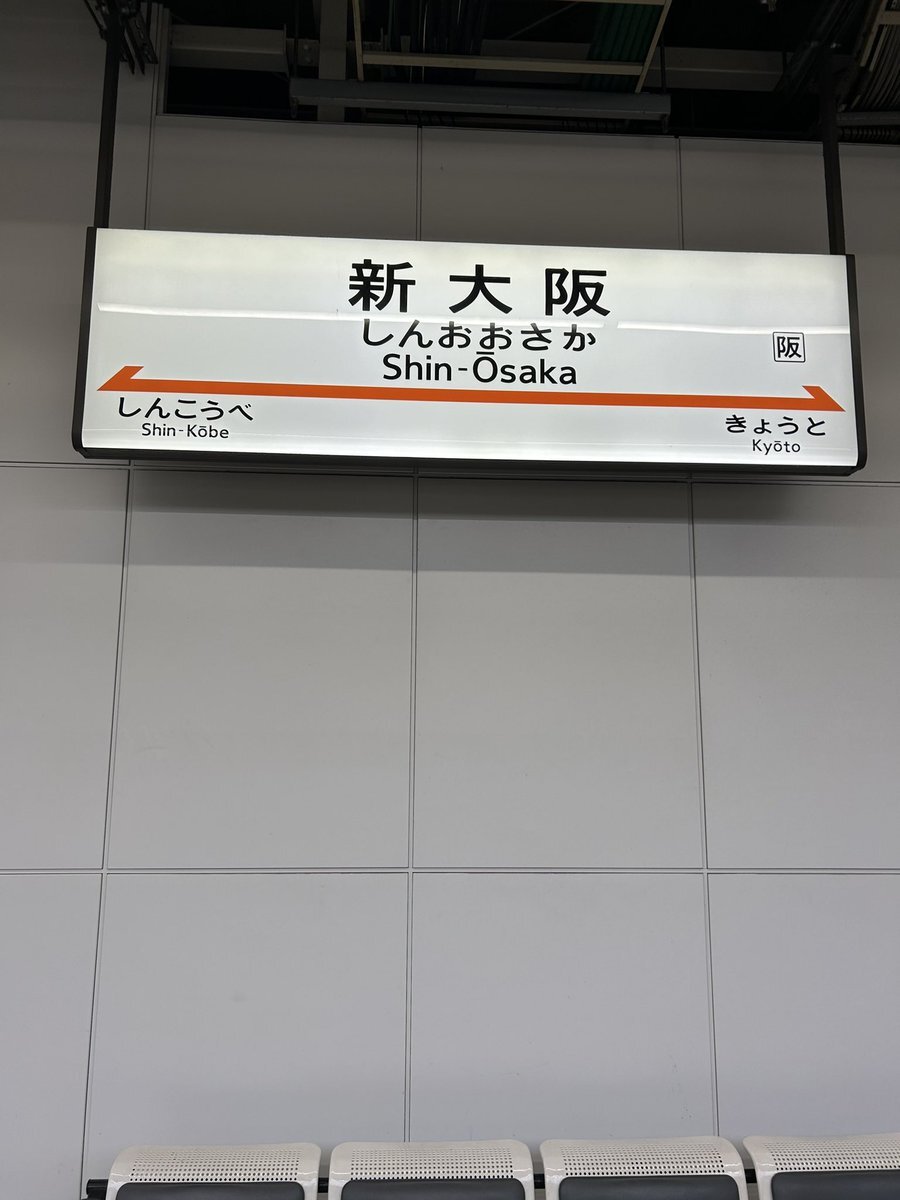 新大阪
しんおおさか
Shin-Ōsaka
阪
しんこうべ
Shin-Kōbe
きょうと
Kyōto